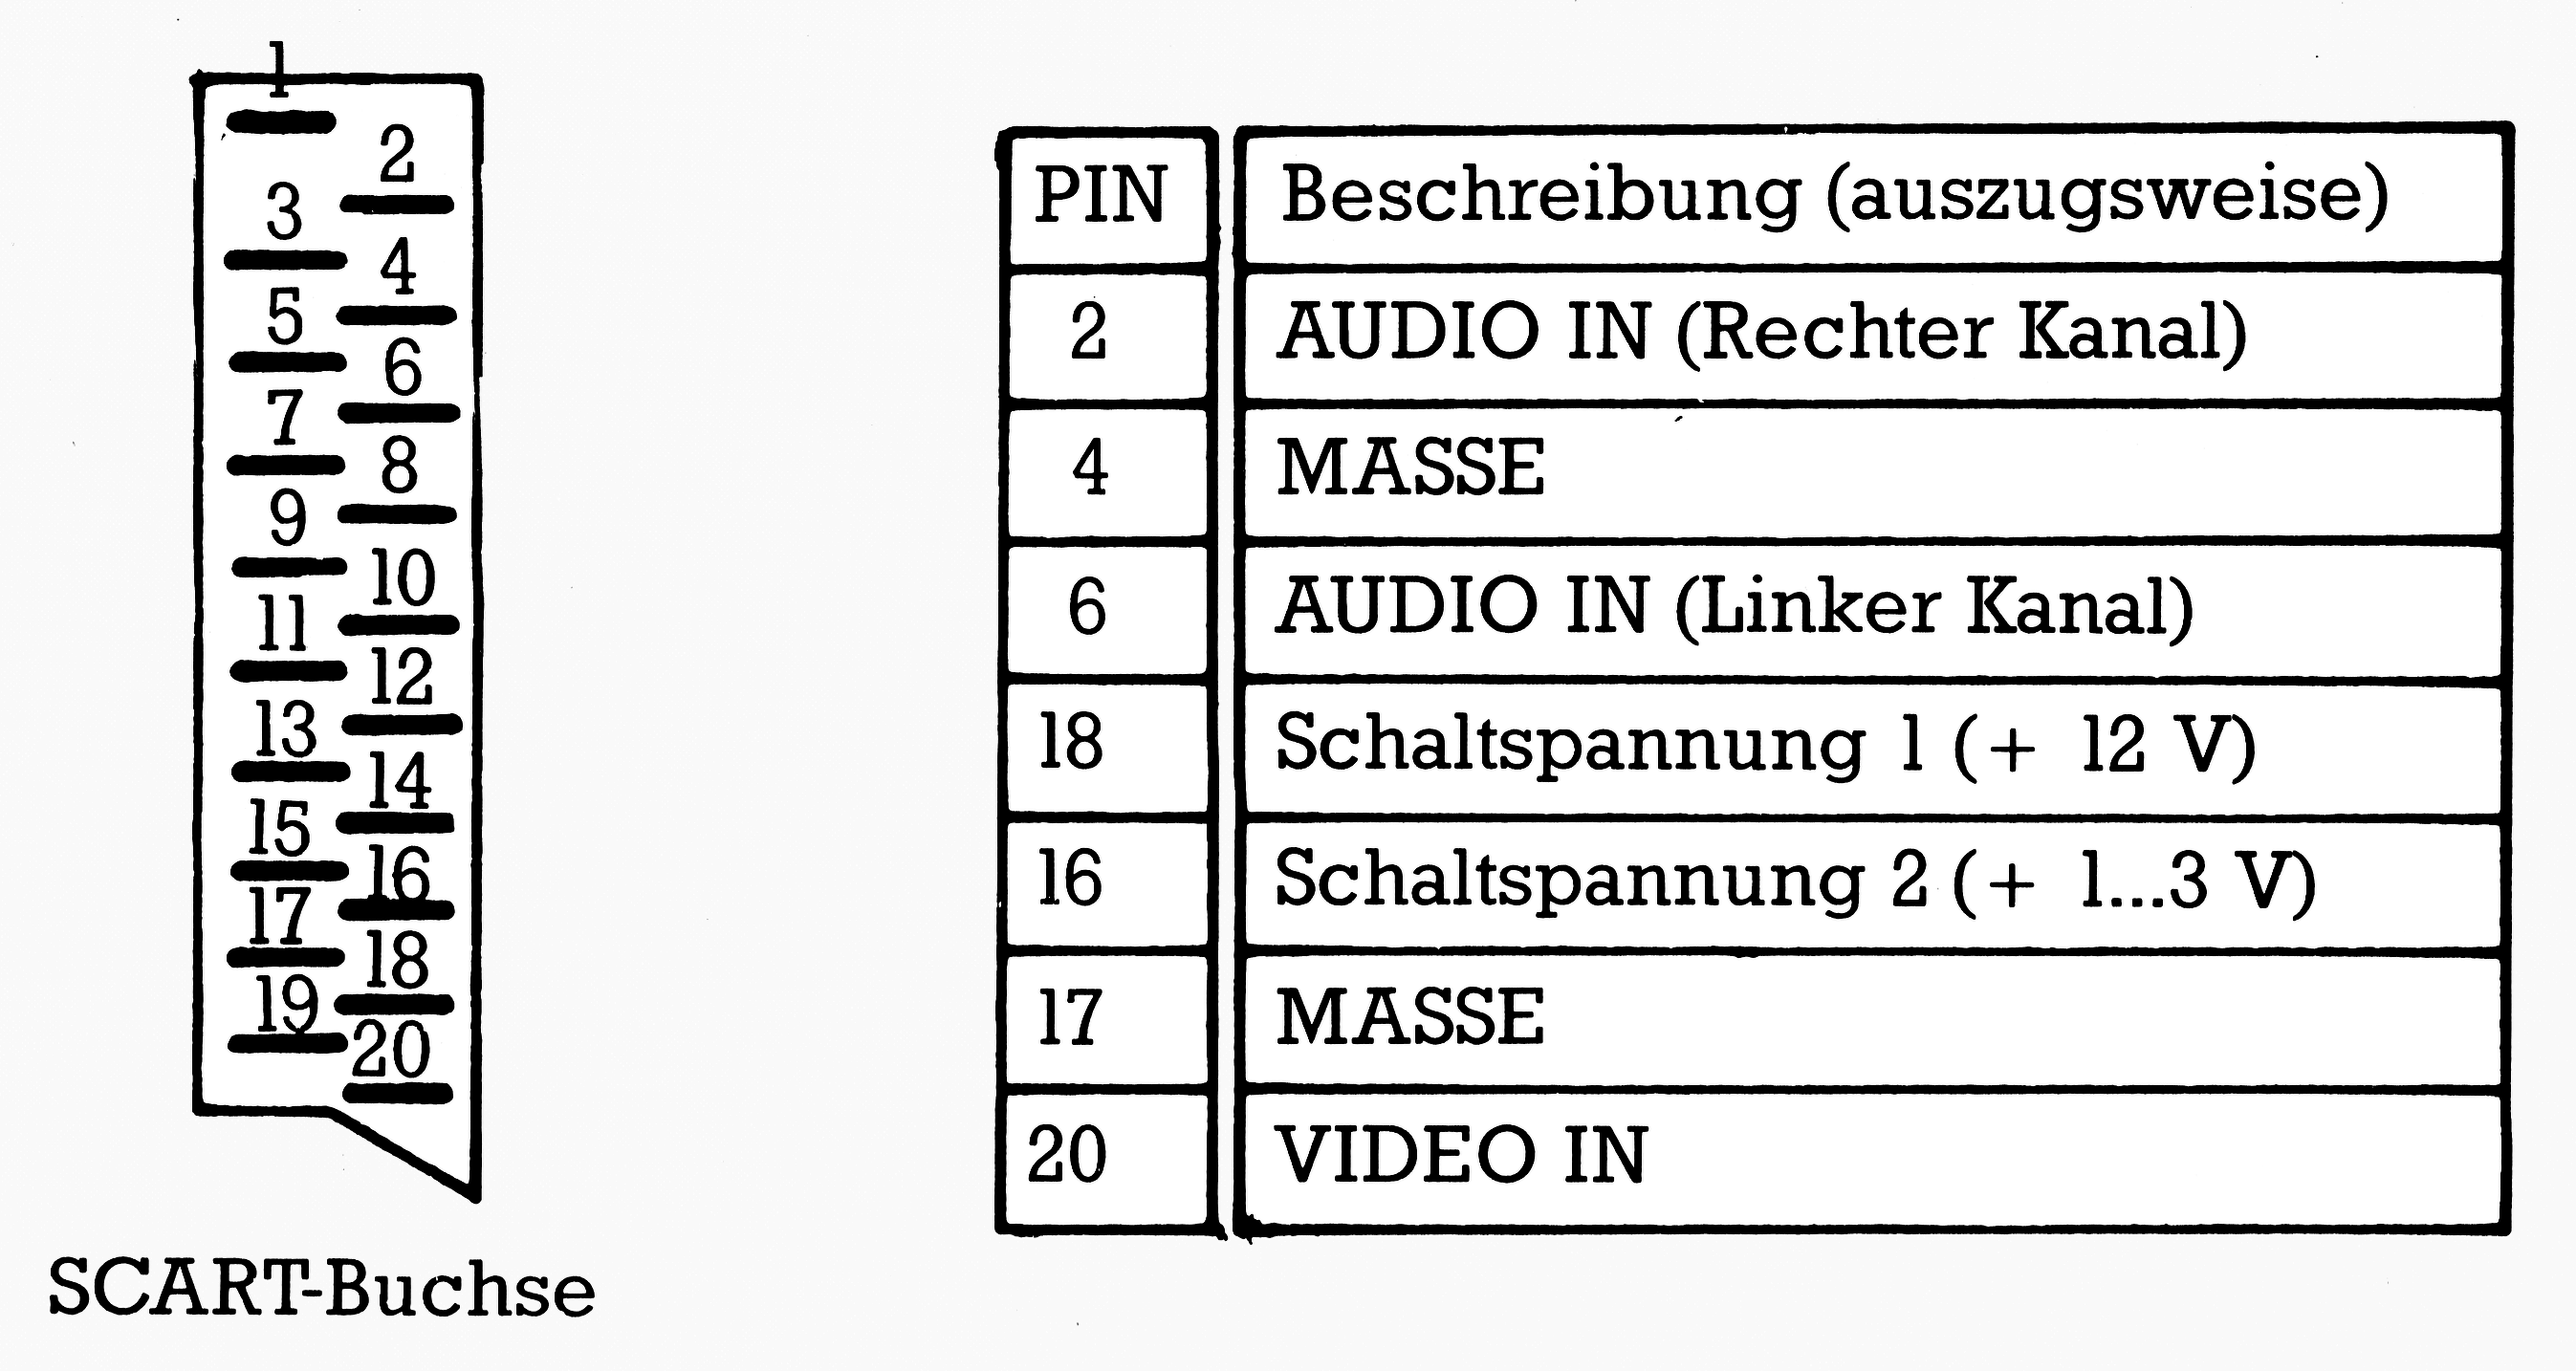 1
2
3
4
5
6
7
8
9
10
11
12
13
14
15
16
17
18
19
20
SCART-Buchse
PIN Beschreibung (auszugsweise)
2 AUDIO IN (Rechter Kanal)
4 MASSE
6 AUDIO IN (Linker Kanal)
18 Schaltspannung 1 (+ 12 V)
16 Schaltspannung 2 (+ 1...3 V)
17 MASSE
20 VIDEO IN